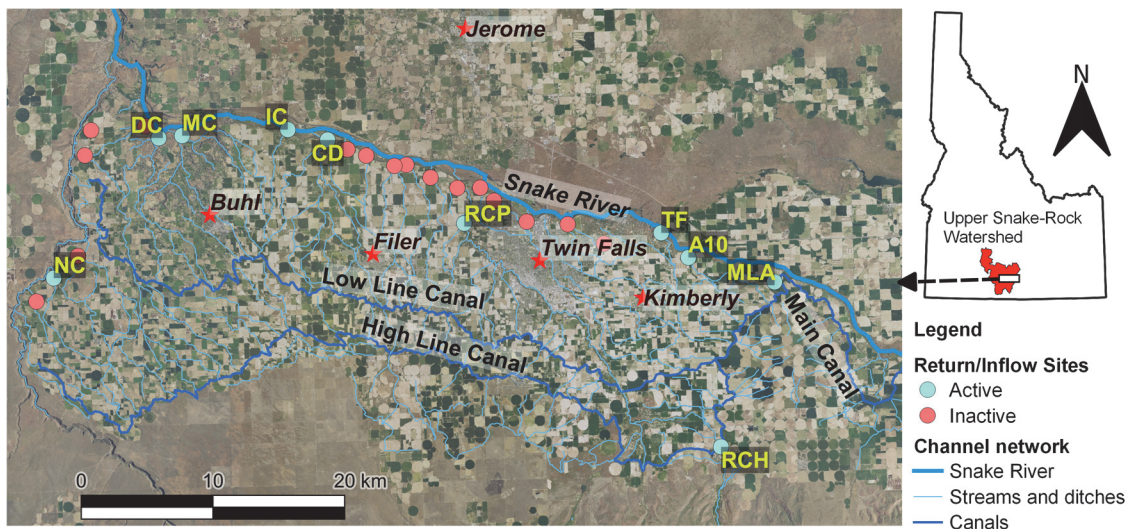 Jerome
DC
MC
IC
CD
Buhl
Snake River
RCP
TF
Filer
Twin Falls
A10
NC
MLA
Low Line Canal
Kimberly
High Line Canal
Main Canal
RCH
0
10
20 km
N
Upper Snake-Rock
Watershed
Legend
Return/Inflow Sites
Active
Inactive
Channel network
Snake River
Streams and ditches
Canals